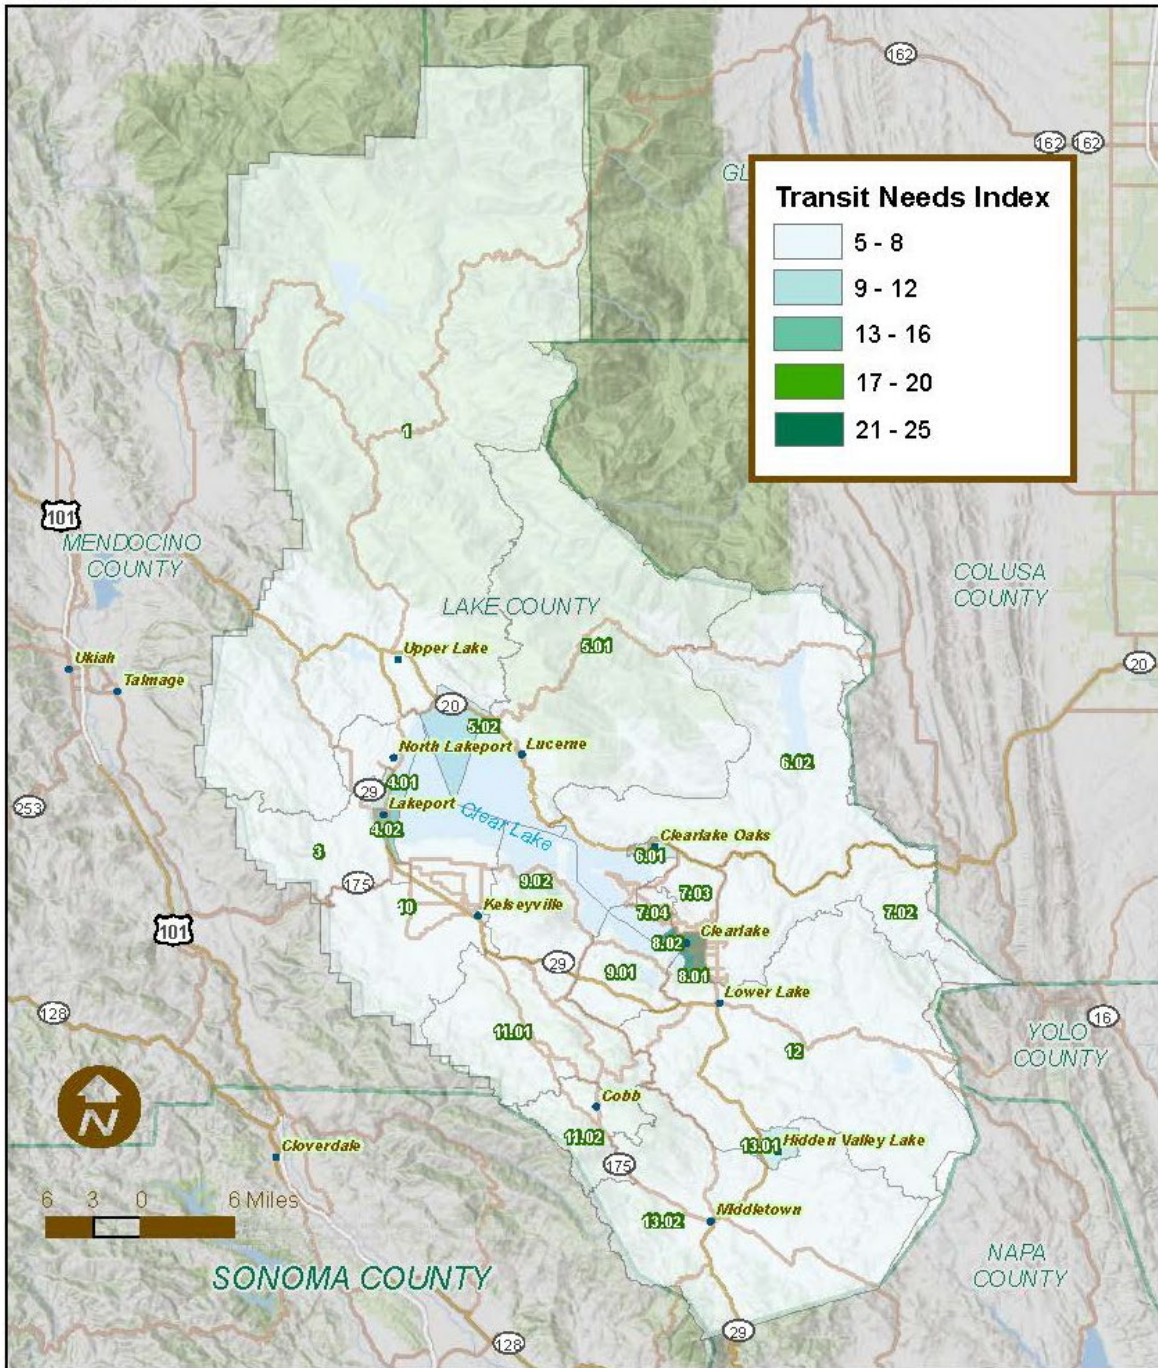 162
162
162
GL
Transit Needs Index
5 - 8
9 - 12
13 - 16
17 - 20
21 - 25
1
101
MENDOCINO
COUNTY
COLUSA
COUNTY
LAKE COUNTY
5.01
Upper Lake
20
Ukiah
Talmage
20
5.02
North Lakeport
Lucerne
6.02
4.01
29
253
Lakeport
4.02
Clear Lake
Clearlake Oaks
3
6.01
175
9.02
7.03
10
Kelseyville
7.04
7.02
101
Clearlake
8.02
29
9.01
8.01
Lower Lake
128
16
11.01
YOLO
COUNTY
12
N
Cobb
11.02
13.01
Hidden Valley Lake
Cloverdale
175
6 3 0 6 Miles
Middletown
13.02
NAPA
COUNTY
SONOMA COUNTY
29
128